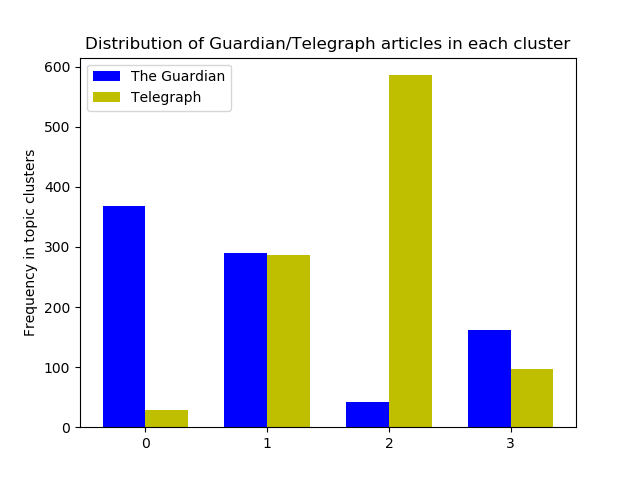 Distribution of Guardian/Telegraph articles in each cluster
The Guardian
Telegraph
Frequency in topic clusters
600
500
400
300
200
100
0
0 1 2 3